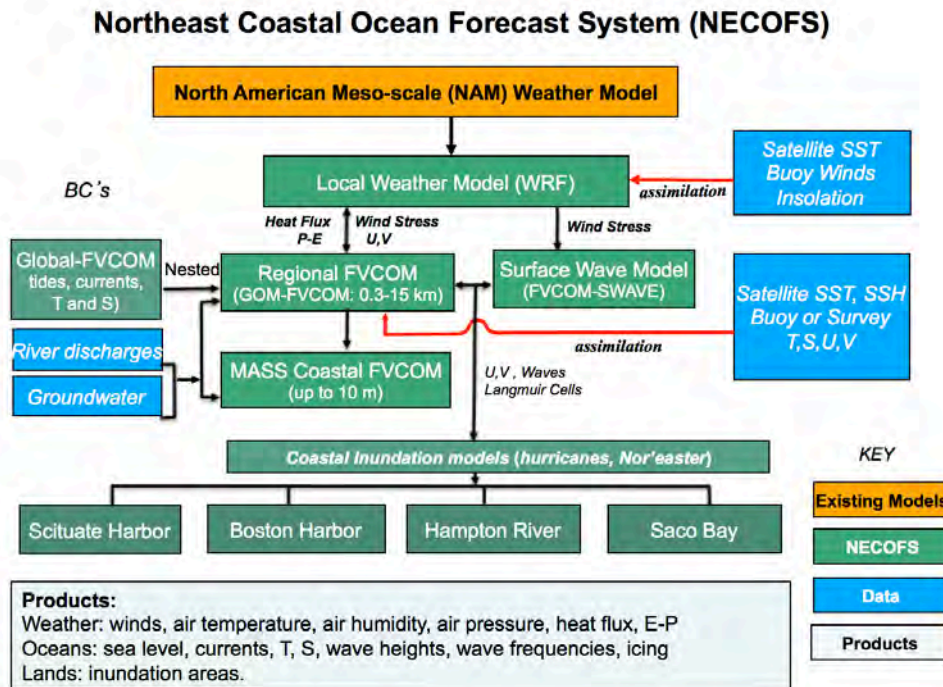 Northeast Coastal Ocean Forecast System (NECOFS)
North American Meso-scale (NAM) Weather Model
Satellite SST
Buoy Winds
Insolation
Local Weather Model (WRF)
assimilation
BC's
Heat Flux
P-E
Wind Stress
U,V
Wind Stress
Global-FVCOM
tides, currents,
T and S)
Nested
Regional FVCOM
(GOM-FVCOM: 0.3-15 km)
Surface Wave Model
(FVCOM-SWAVE)
Satellite SST, SSH
Buoy or Survey
T,S,U,V
assimilation
River discharges
Groundwater
MASS Coastal FVCOM
(up to 10 m)
U,V , Waves
Langmuir Cells
Coastal Inundation models (hurricanes, Nor'easter)
Scituate Harbor
Boston Harbor
Hampton River
Saco Bay
KEY
Existing Models
NECOFS
Data
Products
Products:
Weather: winds, air temperature, air humidity, air pressure, heat flux, E-P
Oceans: sea level, currents, T, S, wave heights, wave frequencies, icing
Lands: inundation areas.